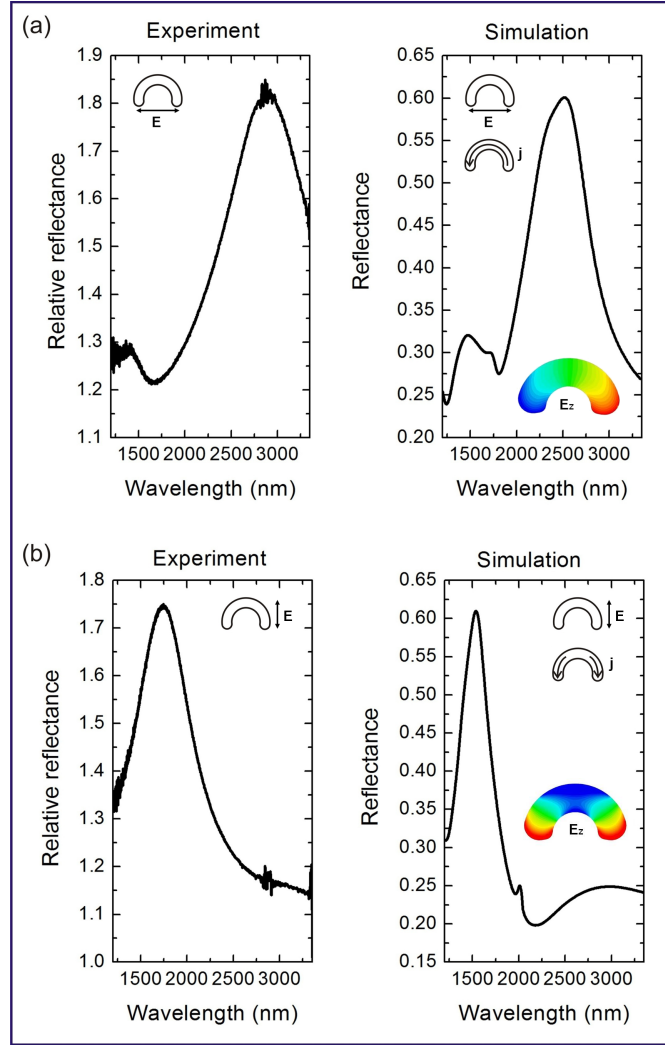 (a)
Experiment
Simulation
1.9
1.8
1.7
1.6
1.5
1.4
1.3
1.2
1.1
Relative reflectance
E
1500 2000 2500 3000
Wavelength (nm)
0.65
0.60
0.55
0.50
0.45
0.40
0.35
0.30
0.25
0.20
Reflectance
E
j
Ez
1500 2000 2500 3000
Wavelength (nm)
(b)
Experiment
Simulation
1.8
1.7
1.6
1.5
1.4
1.3
1.2
1.1
1.0
Relative reflectance
E
1500 2000 2500 3000
Wavelength (nm)
0.65
0.60
0.55
0.50
0.45
0.40
0.35
0.30
0.25
0.20
0.15
Reflectance
E
j
Ez
1500 2000 2500 3000
Wavelength (nm)